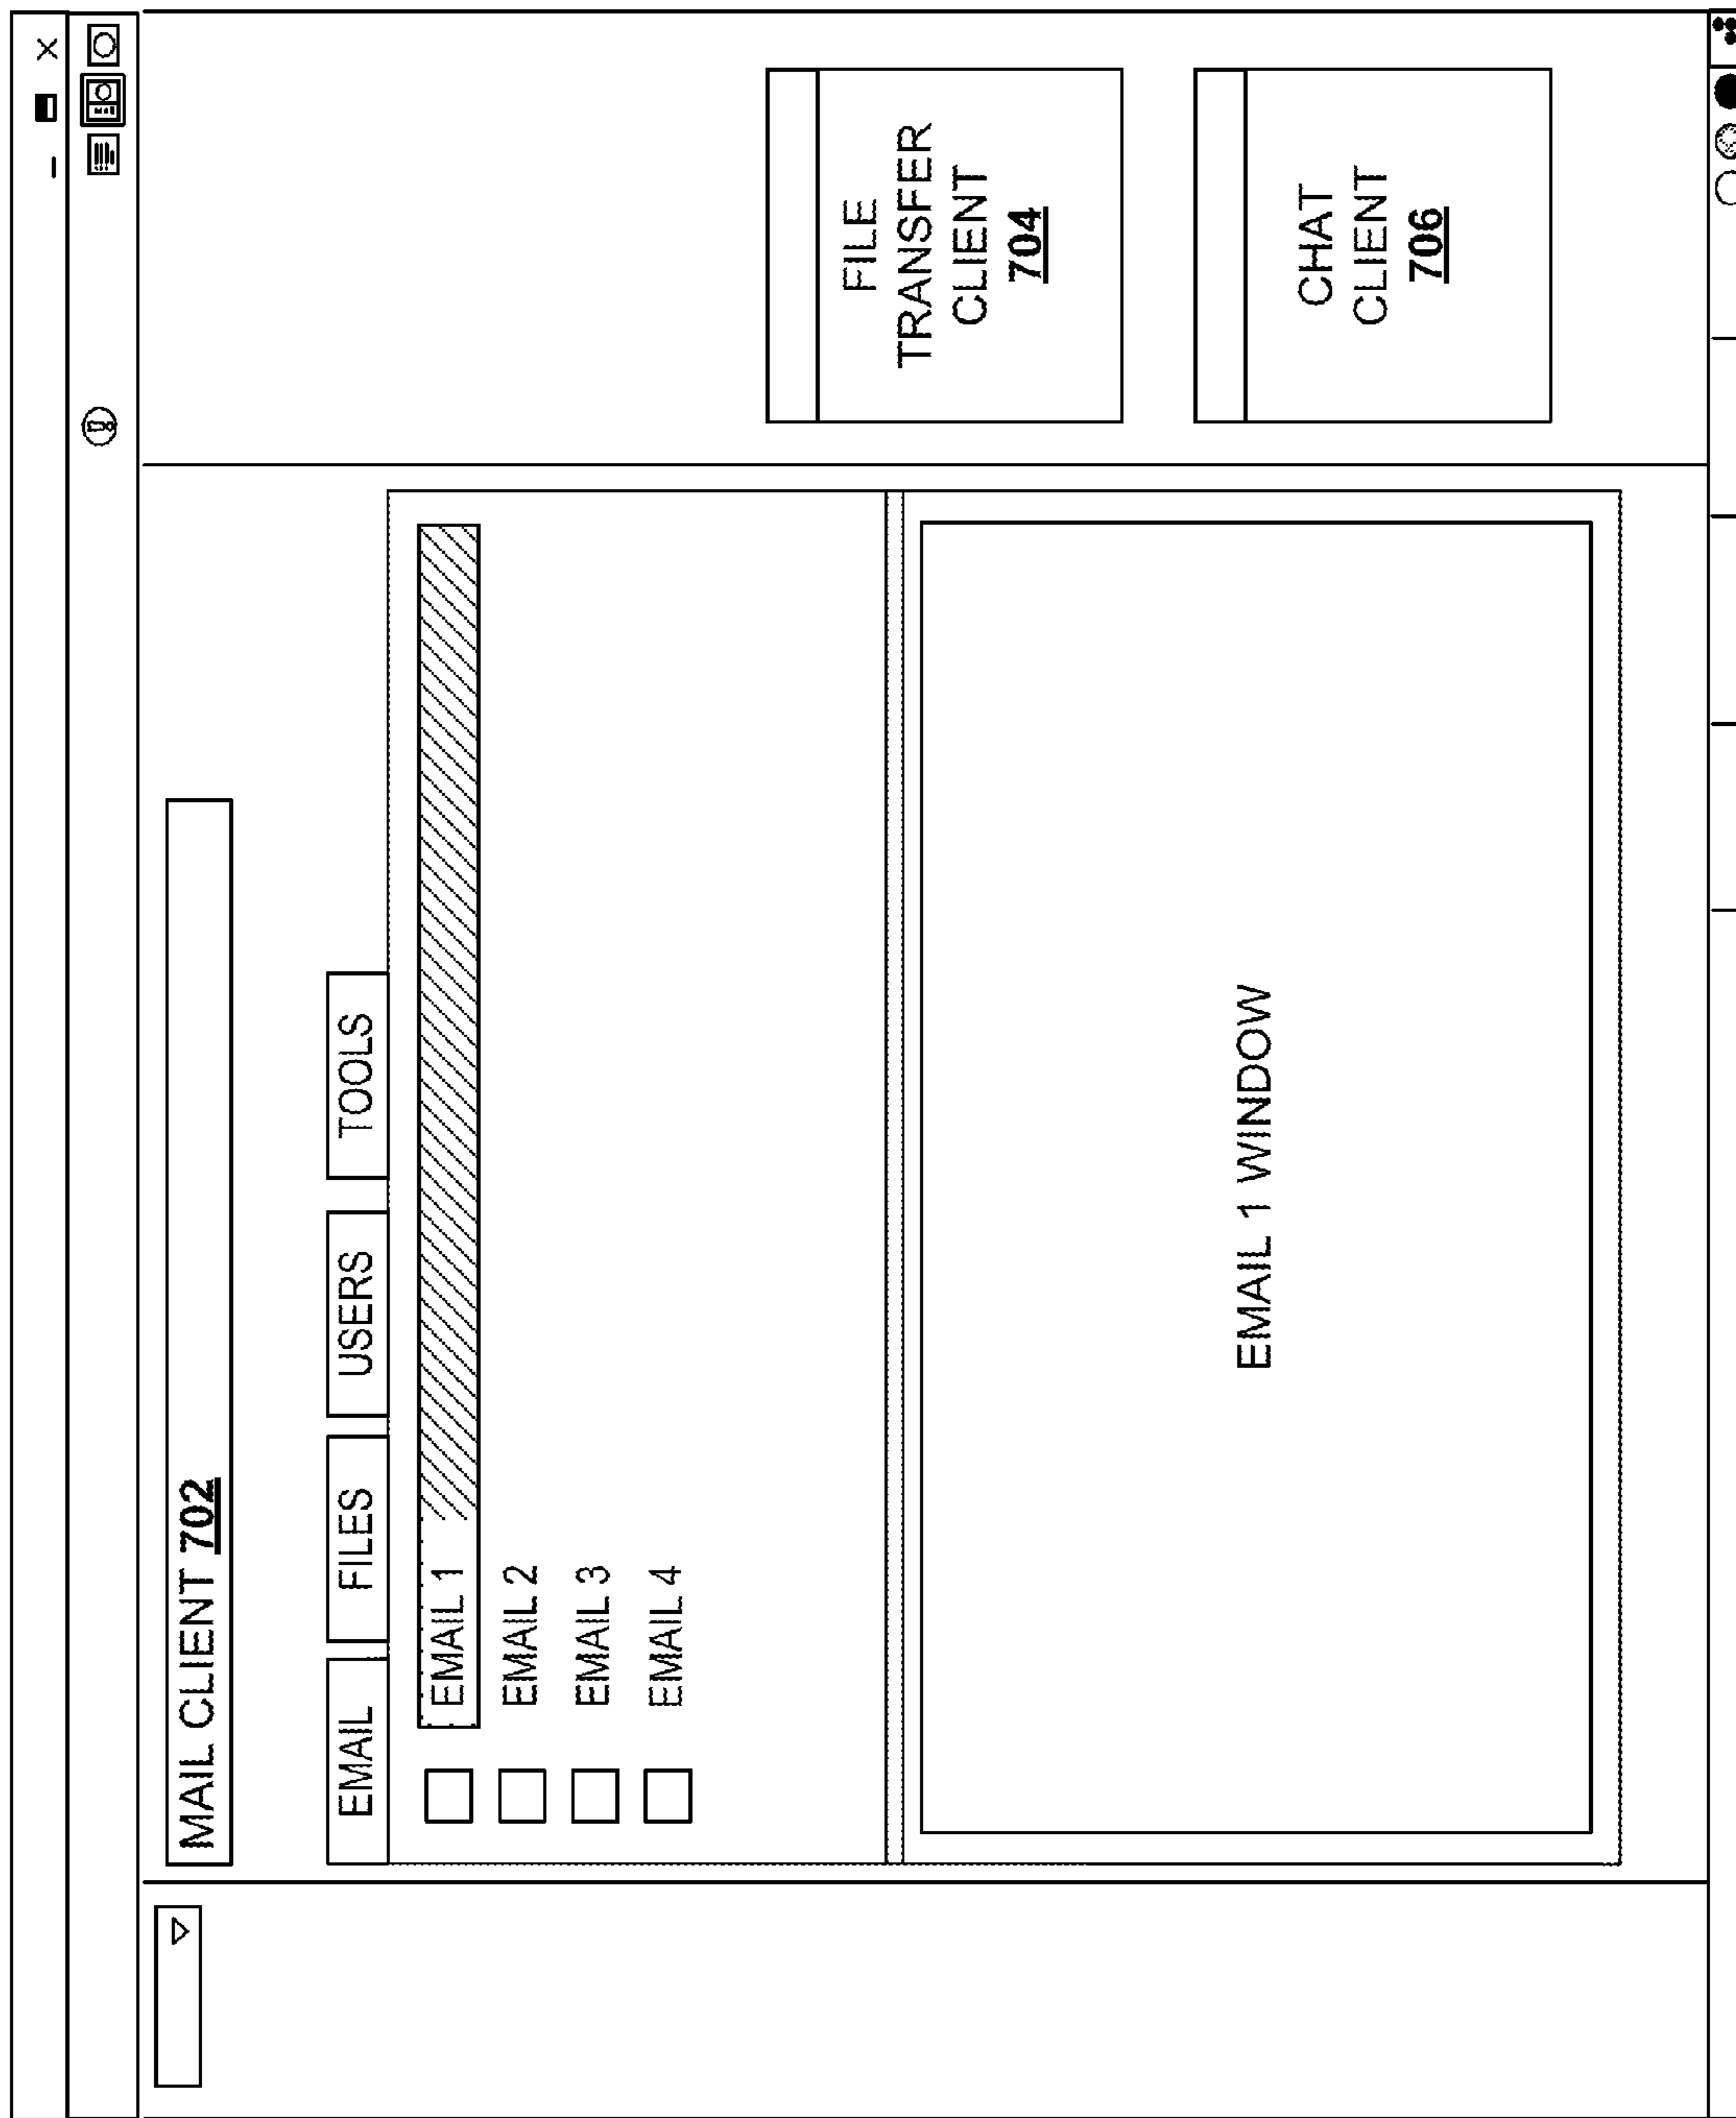 MAIL CLIENT 702
EMAIL
FILES
USERS
TOOLS
EMAIL 1
EMAIL 2
EMAIL 3
EMAIL 4
EMAIL 1 WINDOW
FILE
TRANSFER
CLIENT
704
CHAT
CLIENT
706